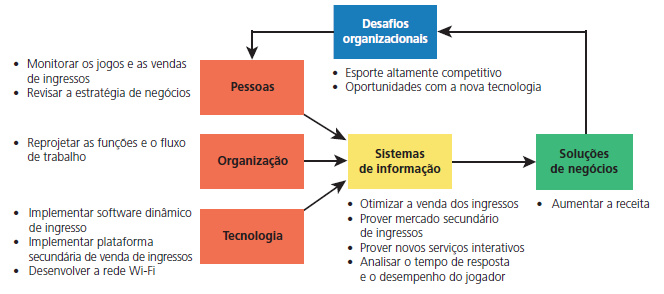 Desafios
organizacionais
• Esporte altamente competitivo
• Oportunidades com a nova tecnologia
• Monitorar os jogos e as vendas
de ingressos
• Revisar a estratégia de negócios
Pessoas
• Reprojetar as funções e o fluxo
de trabalho
Organização
• Implementar software dinâmico
de ingresso
• Implementar plataforma
secundária de venda de ingressos
• Desenvolver a rede Wi-Fi
Tecnologia
Sistemas
de informação
• Otimizar a venda dos ingressos
• Prover mercado secundário
de ingressos
• Prover novos serviços interativos
• Analisar o tempo de resposta
e o desempenho do jogador
Soluções
de negócios
• Aumentar a receita